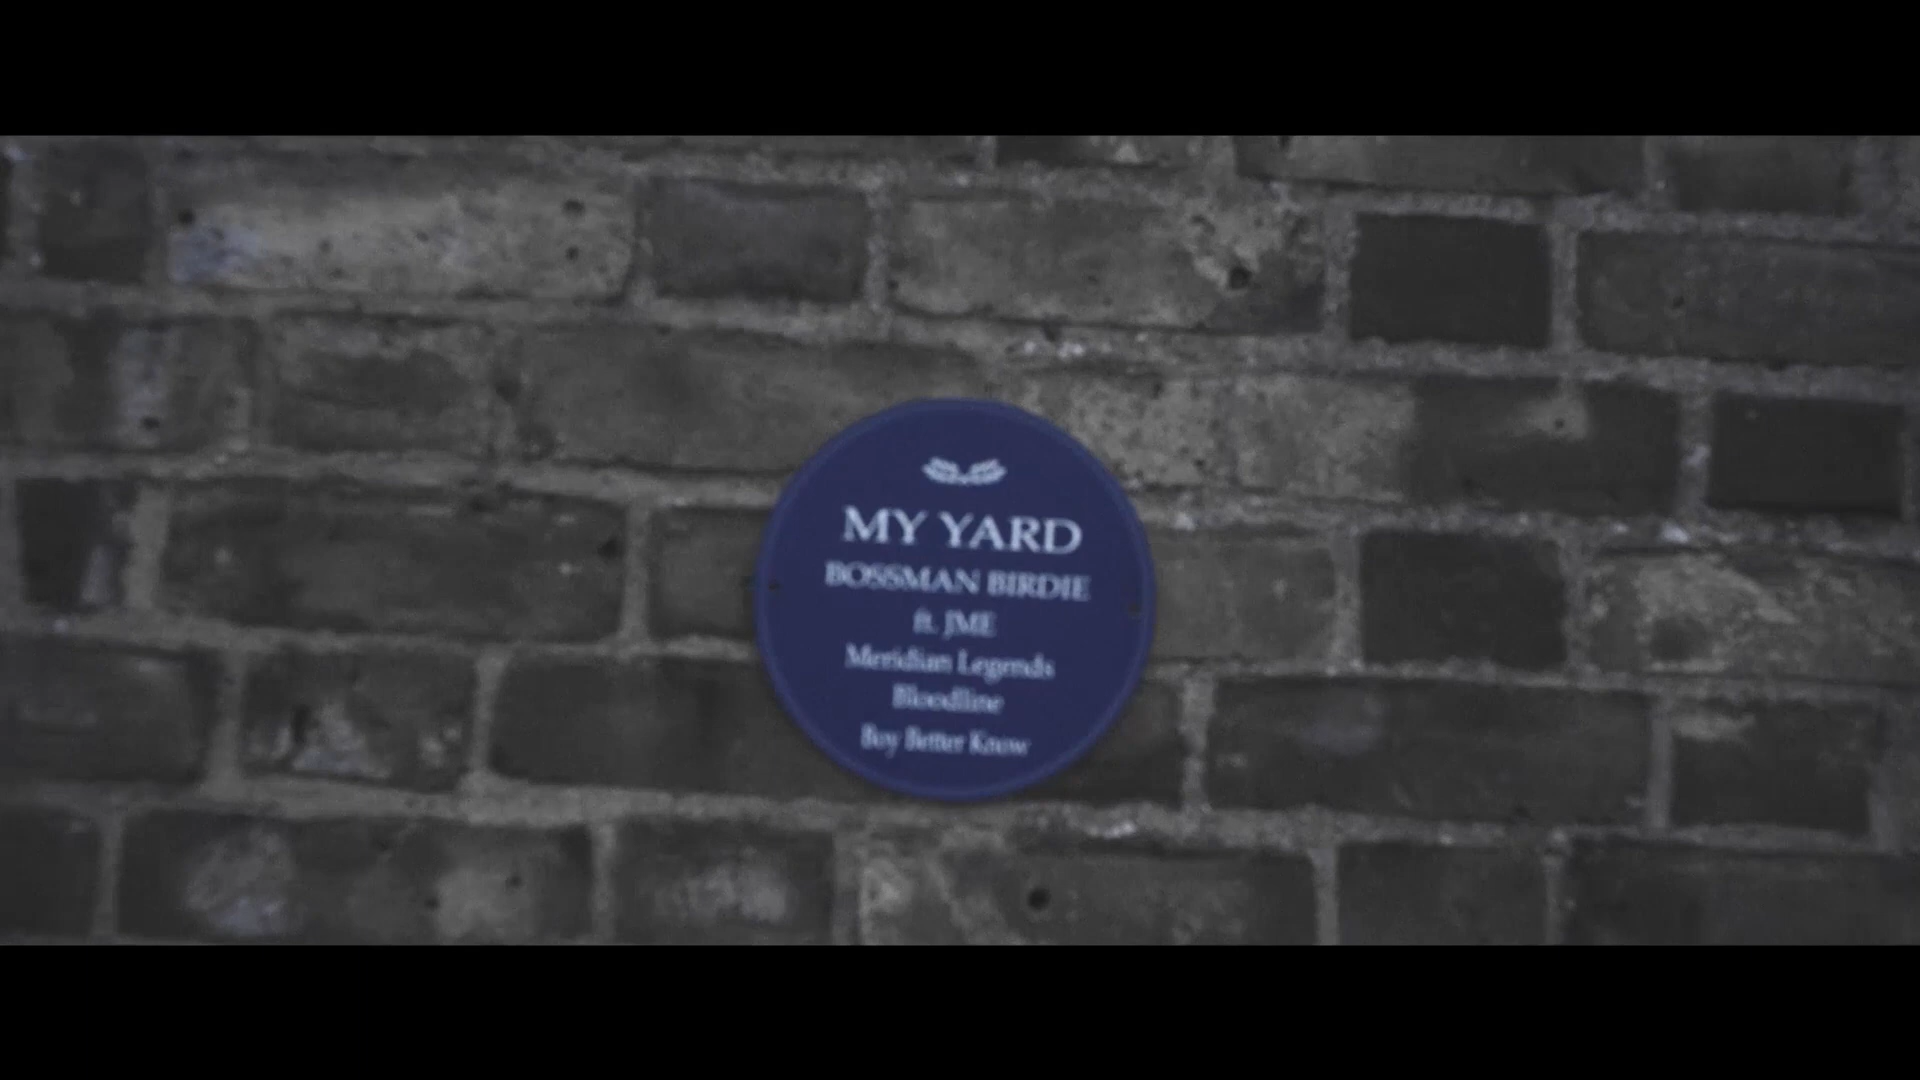 MY YARD
BOSSMAN BIRDIE
ft. JME
Meridian Legends
Bloodline
Boy Better Know